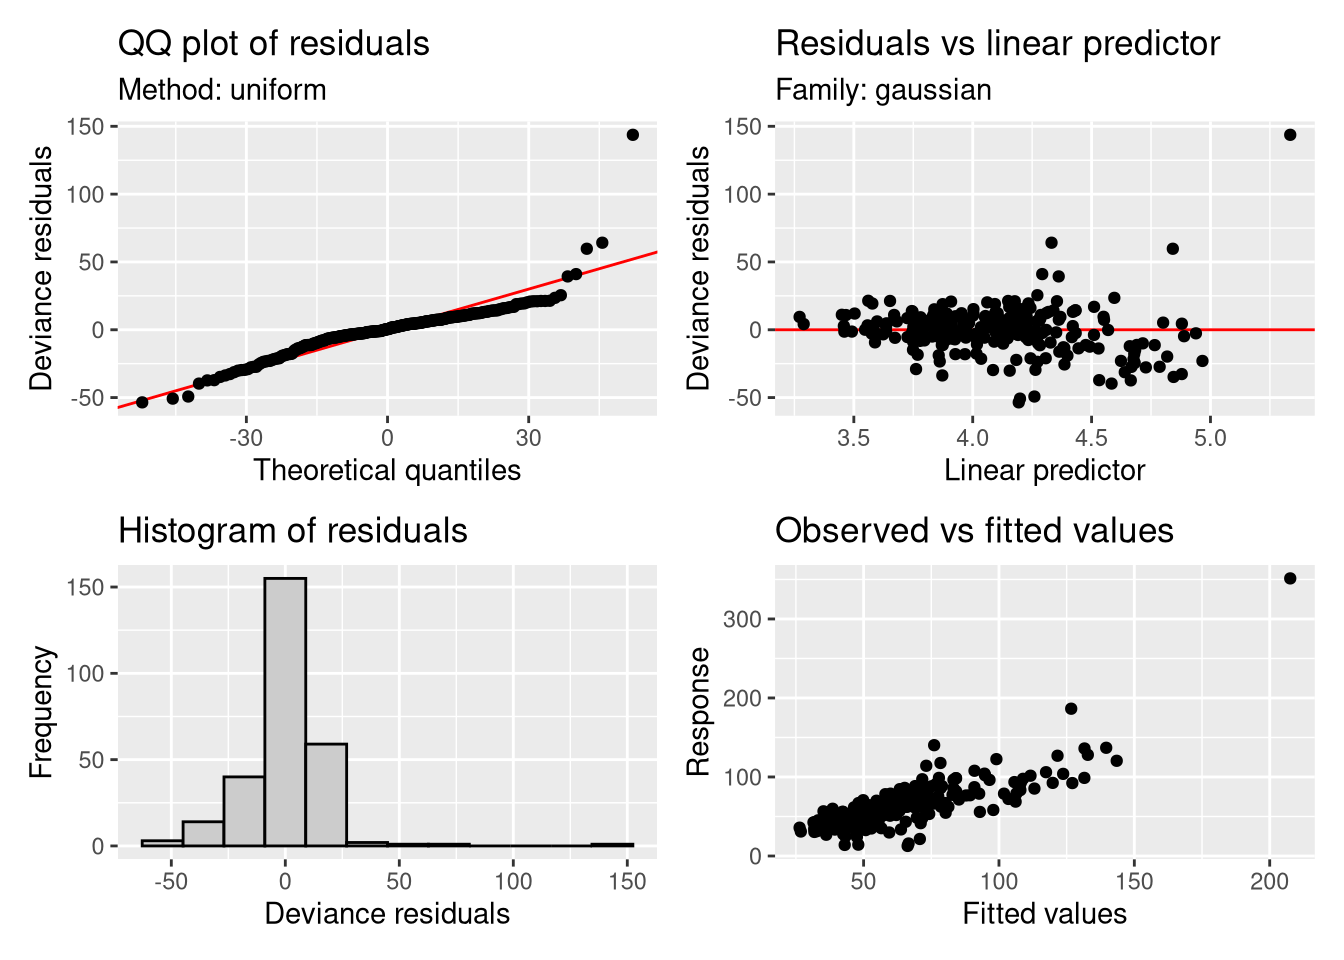 QQ plot of residuals
Method: uniform
150
100
50
0
-50
Deviance residuals
-30
0
30
Theoretical quantiles
Residuals vs linear predictor
Family: gaussian
150
100
50
0
-50
Deviance residuals
3.5
4.0
4.5
5.0
Linear predictor
Histogram of residuals
150
100
50
0
Frequency
-50
0
50
100
150
Deviance residuals
Observed vs fitted values
300
200
100
0
Response
50
100
150
200
Fitted values